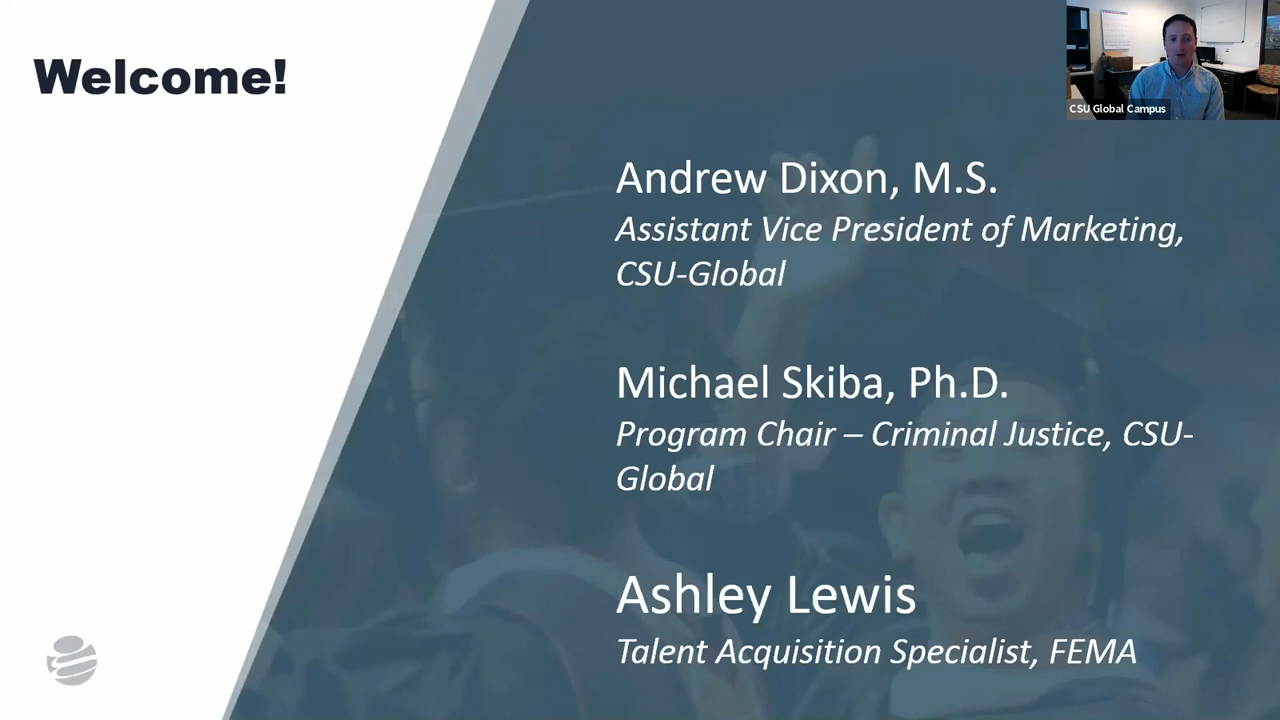 Welcome!
CSU Global Campus
Andrew Dixon, M.S.
Assistant Vice President of Marketing,
CSU-Global
Michael Skiba, Ph.D.
Program Chair – Criminal Justice, CSU-
Global
Ashley Lewis
Talent Acquisition Specialist, FEMA